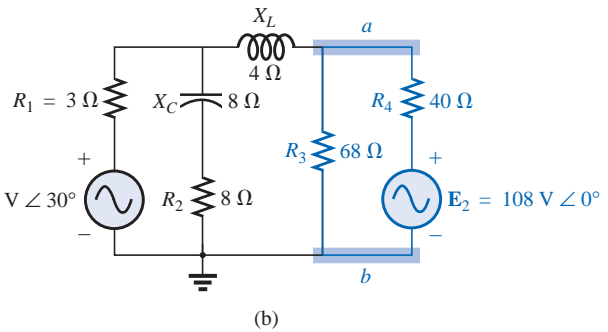 X_L
a
4 Ω
R_1 = 3 Ω
X_C
8 Ω
R_4
40 Ω
R_3
68 Ω
+
+
V ∠ 30°
R_2
8 Ω
E_2 = 108 V ∠ 0°
−
−
b
(b)